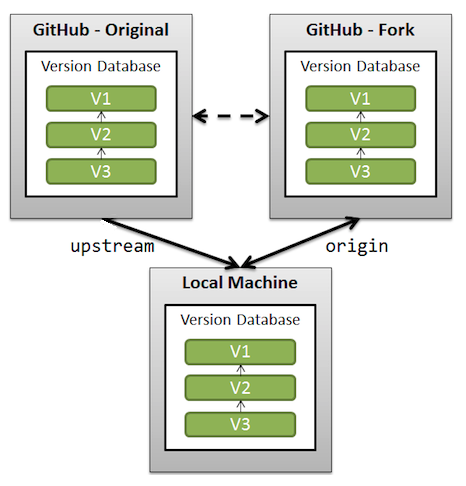 GitHub - Original
Version Database
V1
V2
V3
GitHub - Fork
Version Database
V1
V2
V3
upstream
origin
Local Machine
Version Database
V1
V2
V3